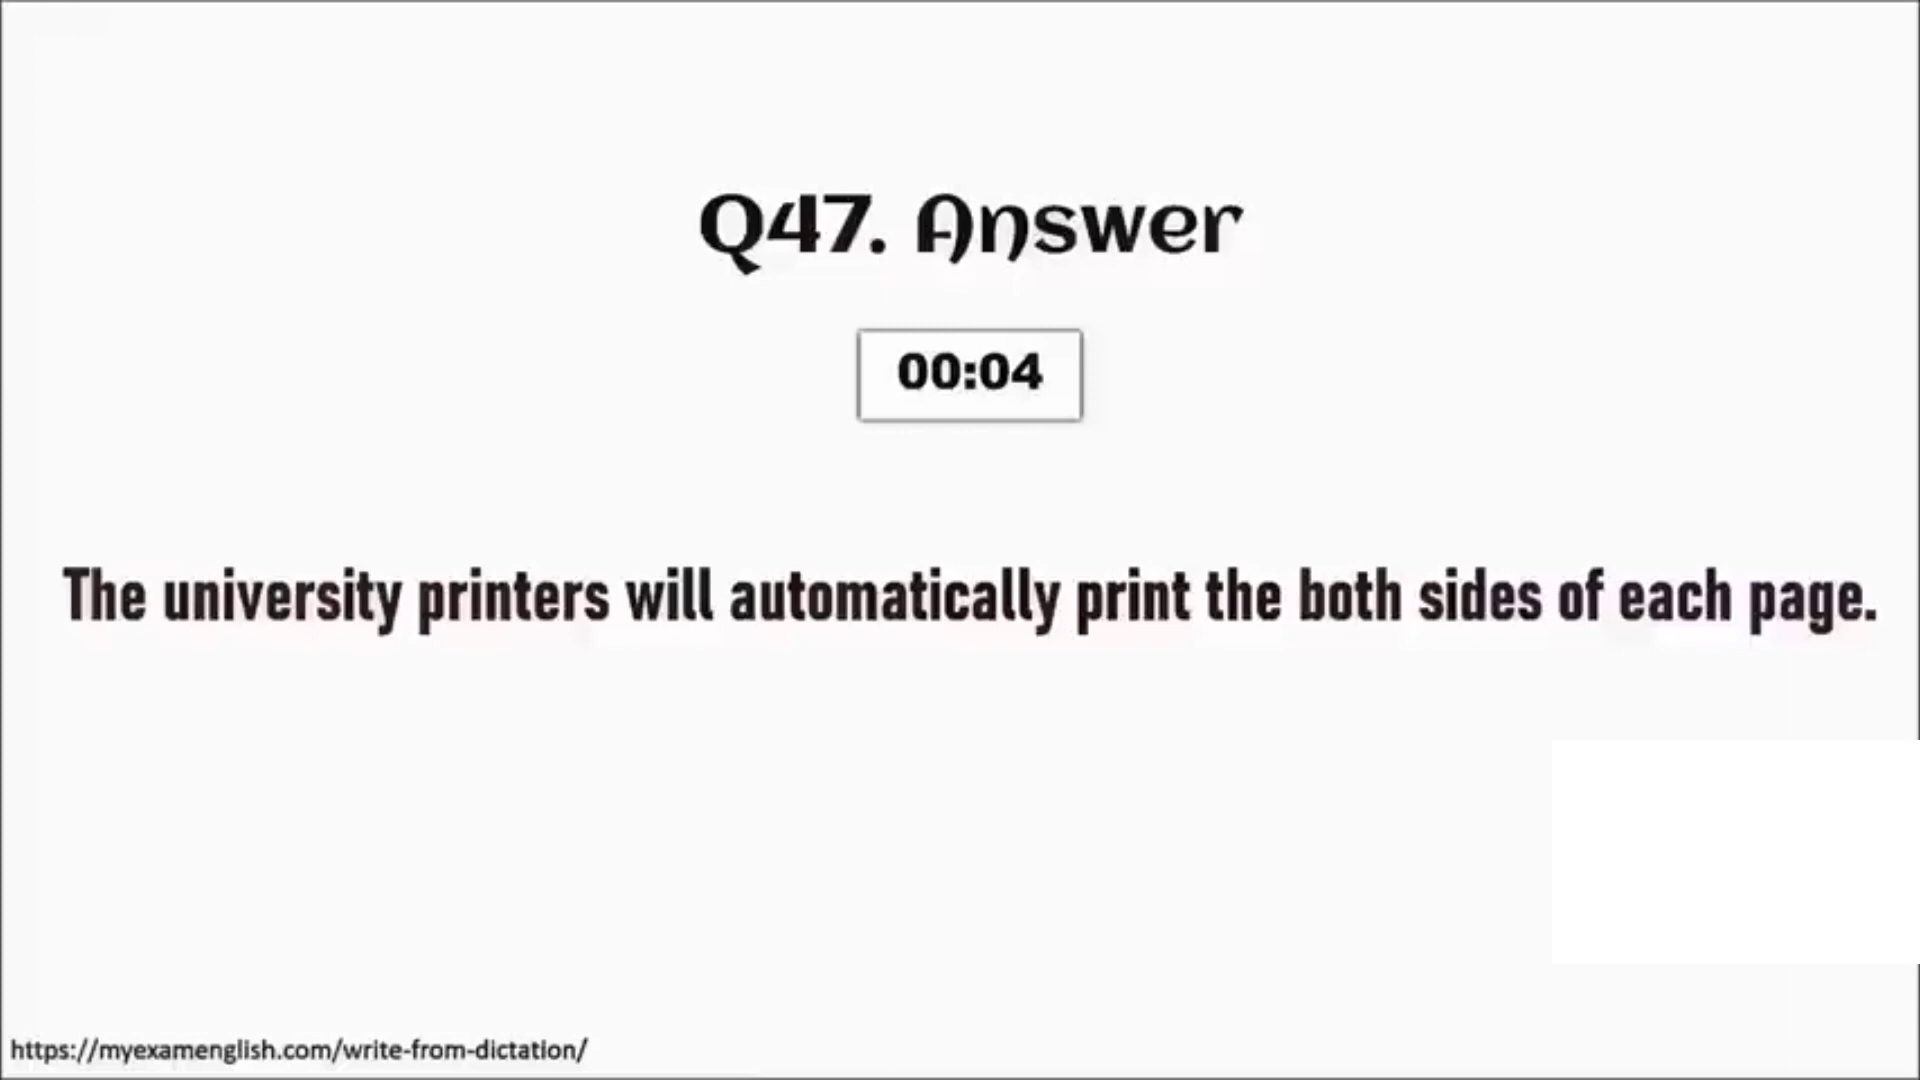 Q47. Answer
00:04
The university printers will automatically print the both sides of each page.
https://myexamenglish.com/write-from-dictation/